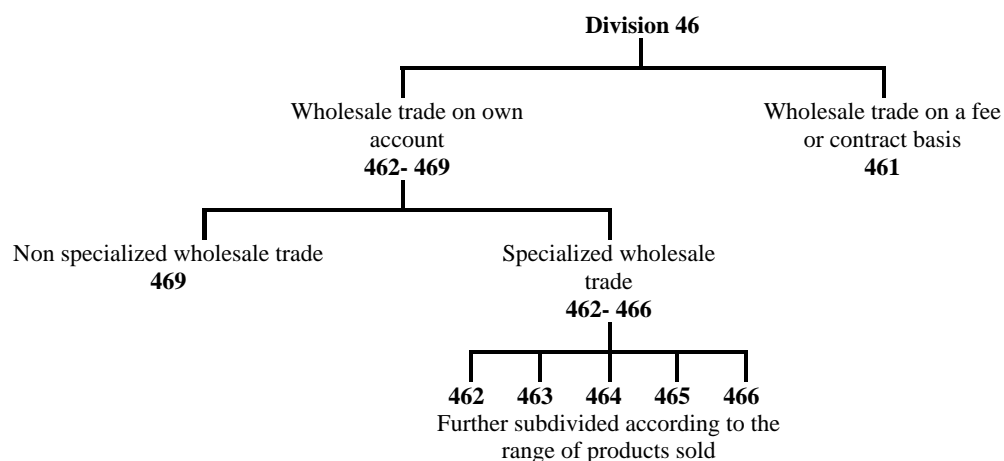 Division 46
Wholesale trade on own
account
462- 469
Wholesale trade on a fee
or contract basis
461
Non specialized wholesale trade
469
Specialized wholesale
trade
462- 466
462 463 464 465 466
Further subdivided according to the
range of products sold